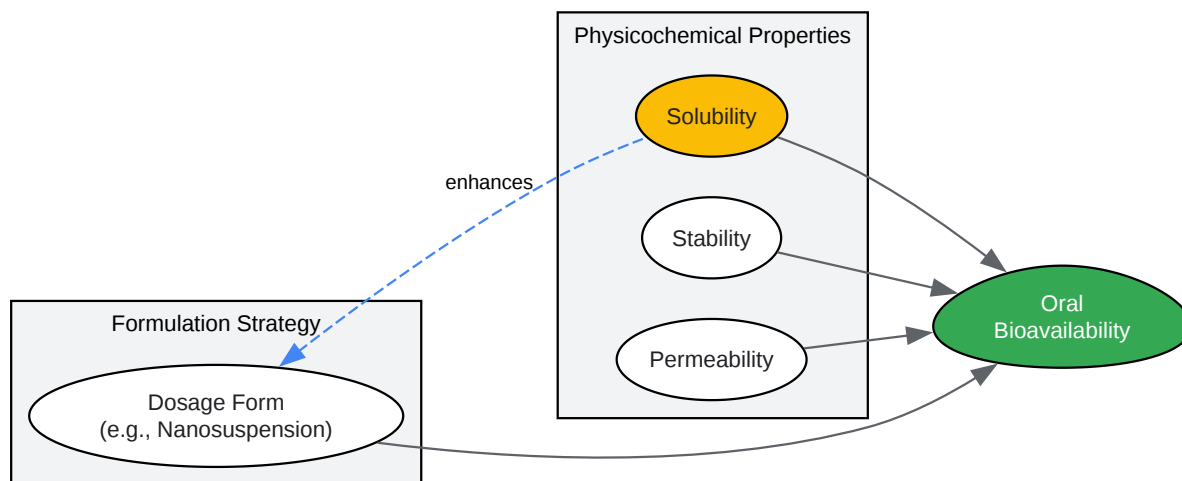 Physicochemical Properties
Solubility
enhances
Stability
Oral
Bioavailability
Formulation Strategy
Permeability
Dosage Form
(e.g., Nanosuspension)